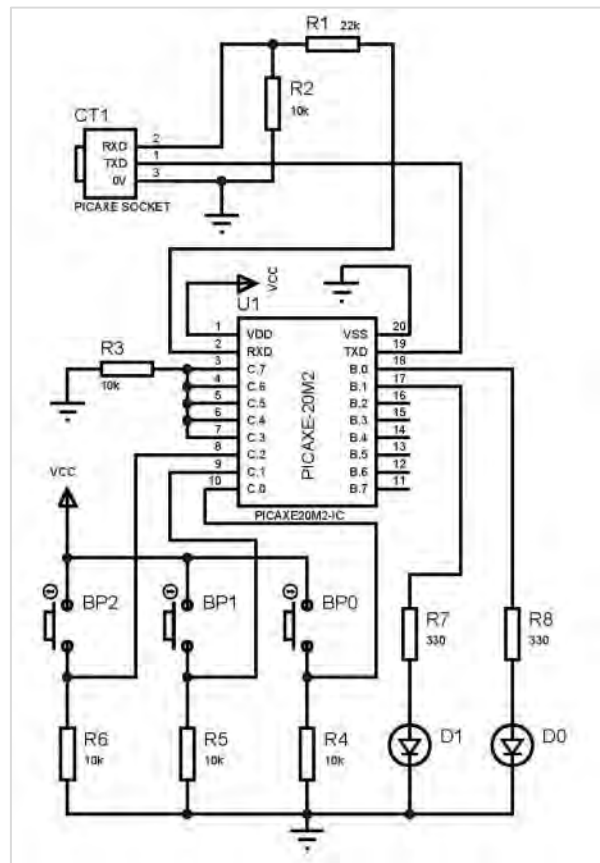 R1 22k
R2
10k
CT1
RXD 2
TXD 1
0V 3
PICAXE SOCKET
VCC
U1
1 VDD VSS 20
2 RXD TXD 19
3 C.7 B.0 18
4 C.6 B.1 17
5 C.5 B.2 16
6 C.4 B.3 15
7 C.3 B.4 14
8 C.2 B.5 13
9 C.1 B.6 12
10 C.0 B.7 11
PICAXE-20M2
PICAXE20M2-IC
R3
10k
VCC
BP2 BP1 BP0
R7
330
R8
330
R6
10k
R5
10k
R4
10k
D1 D0